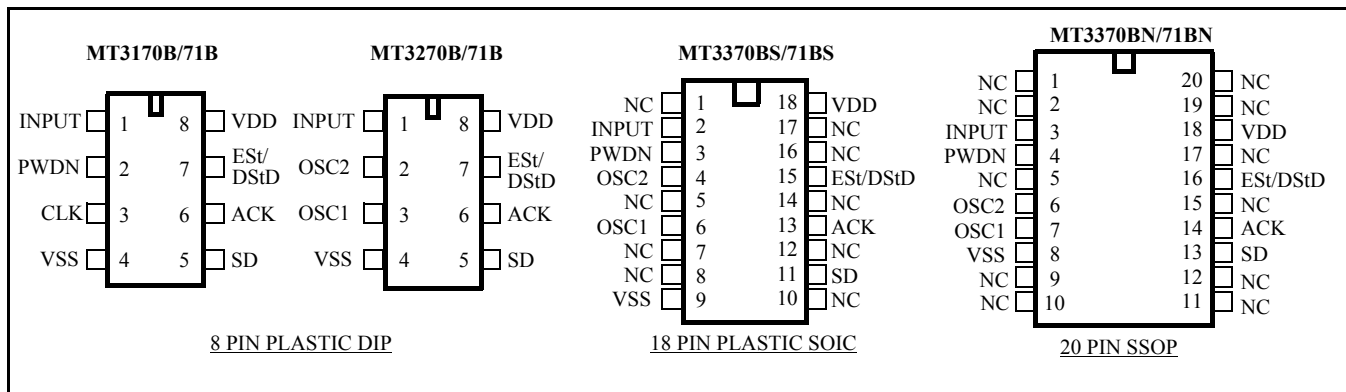 MT3170B/71B
INPUT 1 8 VDD
PWDN 2 7 ESt/
DStD
CLK 3 6 ACK
VSS 4 5 SD
MT3270B/71B
INPUT 1 8 VDD
OSC2 2 7 ESt/
DStD
OSC1 3 6 ACK
VSS 4 5 SD
8 PIN PLASTIC DIP
MT3370BS/71BS
NC 1 18 VDD
INPUT 2 17 NC
PWDN 3 16 NC
OSC2 4 15 ESt/DStD
NC 5 14 NC
OSC1 6 13 ACK
NC 7 12 NC
NC 8 11 SD
VSS 9 10 NC
18 PIN PLASTIC SOIC
MT3370BN/71BN
NC 1 20 NC
NC 2 19 NC
INPUT 3 18 VDD
PWDN 4 17 NC
NC 5 16 ESt/DStD
OSC2 6 15 NC
OSC1 7 14 ACK
VSS 8 13 SD
NC 9 12 NC
NC 10 11 NC
20 PIN SSOP